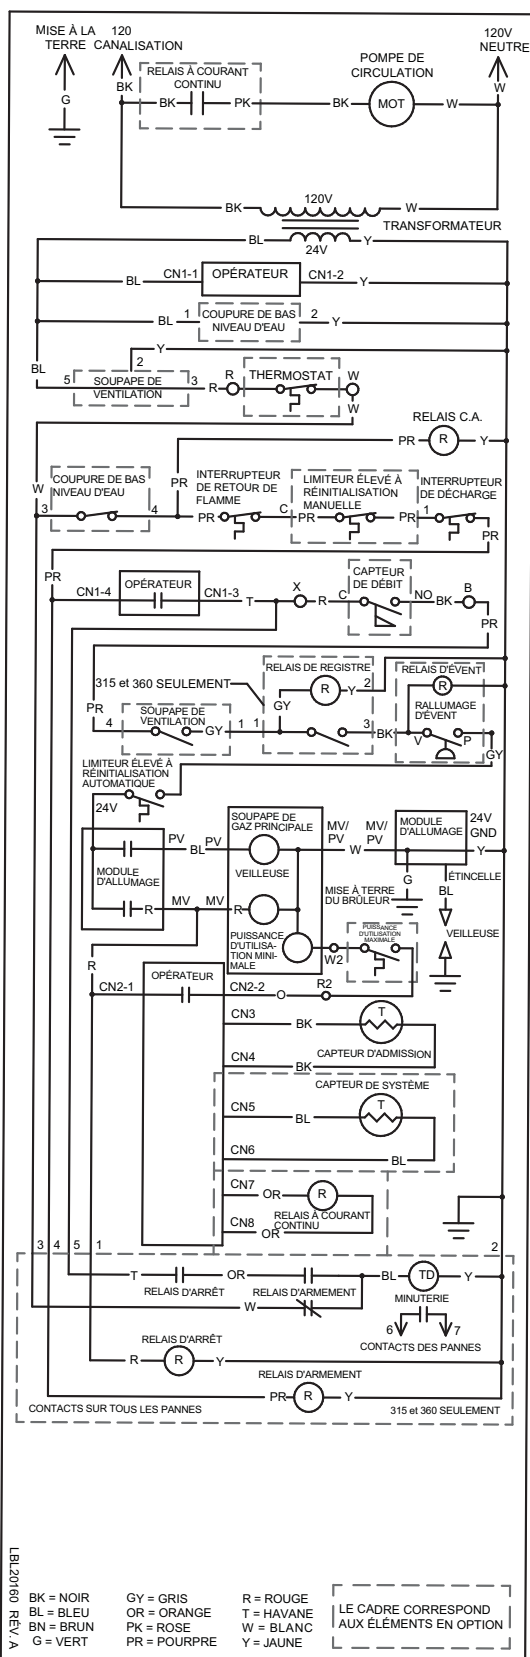 MISE À LA
TERRE
120
CANALISATION
120V
NEUTRE
RELAIS À COURANT
CONTINU
POMPE DE
CIRCULATION
G
BK
W
BK
PK
BK
MOT
W
120V
BK
W
TRANSFORMATEUR
BL
24V
Y
CN1-1
OPÉRATEUR
CN1-2
BL
Y
1
COUPURE DE BAS
NIVEAU D'EAU
2
BL
Y
Y
BL
2
5
SOUPAPE DE
VENTILATION
3
R
R
THERMOSTAT
W
W
RELAIS C.A.
PR
R
Y
W
3
COUPURE DE BAS
NIVEAU D'EAU
4
PR
INTERRUPTEUR
DE RETOUR DE
FLAMME
LIMITEUR ÉLEVÉ À
RÉINITIALISATION
MANUELLE
INTERRUPTEUR
DE DÉCHARGE
PR
C
PR
PR
1
PR
PR
CN1-4
OPÉRATEUR
CN1-3
T
X
R
C
CAPTEUR
DE DÉBIT
NO
BK
B
PR
315 et 360 SEULEMENT
RELAIS DE REGISTRE
R
Y
2
GY
RELAIS D'ÉVENT
R
RALLUMAGE
D'ÉVENT
PR
4
SOUPAPE DE
VENTILATION
GY
1
1
3
BK
V
P
GY
LIMITEUR ÉLEVÉ À
RÉINITIALISATION
AUTOMATIQUE
24V
PV
BL
PV
SOUPAPE DE
GAZ PRINCIPALE
VEILLEUSE
MV/
PV
W
MV/
PV
MODULE
D'ALLUMAGE
24V
GND
Y
MODULE
D'ALLUMAGE
R
MV
MV
R
G
MISE À TERRE
DU BRÛLEUR
ÉTINCELLE
BL
VEILLEUSE
PUISSANCE
D'UTILISA-
TION MINI-
MALE
W2
PUISSANCE
D'UTILISATION
MAXIMALE
R
CN2-1
OPÉRATEUR
CN2-2
O
R2
CN3
BK
T
CN4
BK
CAPTEUR D'ADMISSION
CAPTEUR DE SYSTÈME
CN5
BL
T
CN6
BL
CN7
OR
R
RELAIS À COURANT
CONTINU
CN8
OR
3
4
5
1
2
T
RELAIS D'ARRÊT
OR
RELAIS D'ARMEMENT
BL
TD
Y
MINUTERIE
W
6
7
CONTACTS DES PANNES
RELAIS D'ARRÊT
R
R
Y
RELAIS D'ARMEMENT
PR
R
Y
CONTACTS SUR TOUS LES PANNES
315 et 360 SEULEMENT
LBL20160 RÉV. A
BK = NOIR
BL = BLEU
BN = BRUN
G = VERT
GY = GRIS
OR = ORANGE
PK = ROSE
PR = POURPRE
R = ROUGE
T = HAVANE
W = BLANC
Y = JAUNE
LE CADRE CORRESPOND
AUX ÉLÉMENTS EN OPTION